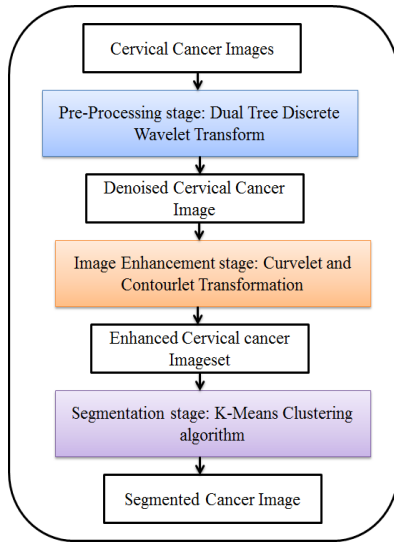 Cervical Cancer Images
Pre-Processing stage: Dual Tree Discrete
Wavelet Transform
Denoised Cervical Cancer
Image
Image Enhancement stage: Curvelet and
Contourlet Transformation
Enhanced Cervical cancer
Imageset
Segmentation stage: K-Means Clustering
algorithm
Segmented Cancer Image